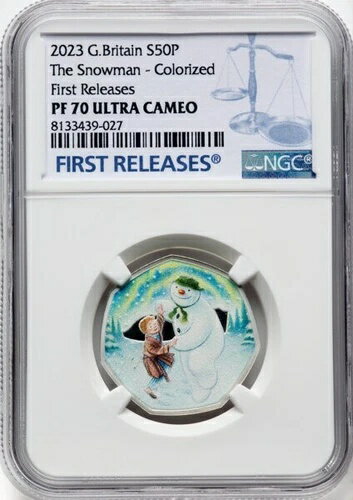 2023 G.Britain S50P
The Snowman - Colorized
First Releases
PF 70 ULTRA CAMEO
8133439-027
FIRST RELEASES®
NGC®